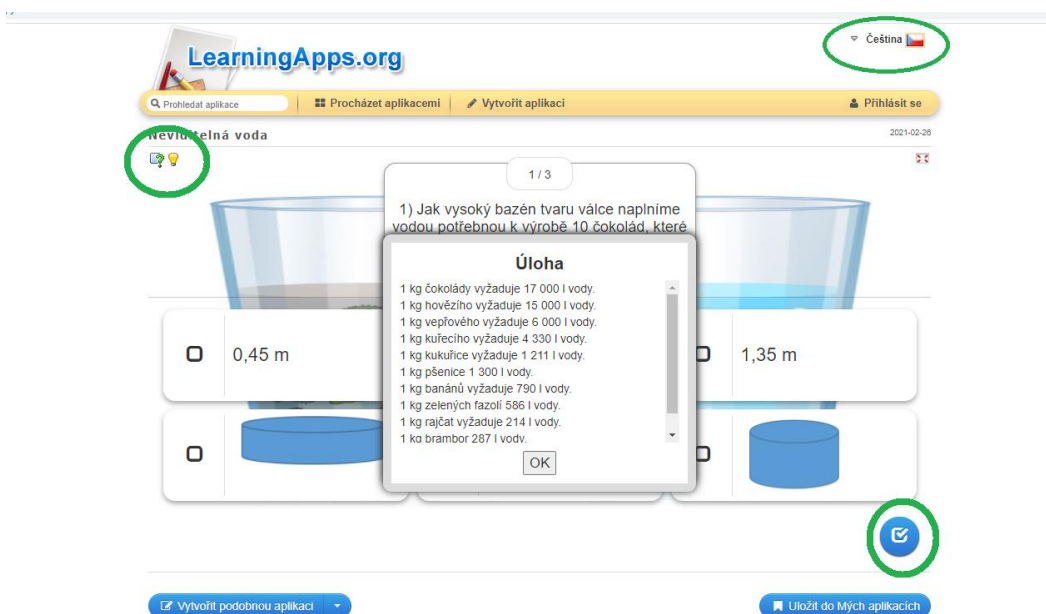 LearningApps.org
Čeština
Prohledat aplikace
Procházet aplikacemi
Vytvořit aplikaci
Přihlásit se
Neviditelná voda
2021-02-26
1 / 3
1) Jak vysoký bazén tvaru válce naplníme
vodou potřebnou k výrobě 10 čokolád, které
Úloha
1 kg čokolády vyžaduje 17 000 l vody.
1 kg hovězího vyžaduje 15 000 l vody.
1 kg vepřového vyžaduje 6 000 l vody.
1 kg kuřecího vyžaduje 4 330 l vody.
1 kg kukuřice vyžaduje 1 211 l vody.
1 kg pšenice 1 300 l vody.
1 kg banánů vyžaduje 790 l vody.
1 kg zelených fazolí 586 l vody.
1 kg rajčat vyžaduje 214 l vody.
1 kg brambor 287 l vody.
OK
0,45 m
1,35 m
Vytvořit podobnou aplikaci
Uložit do Mých aplikacích